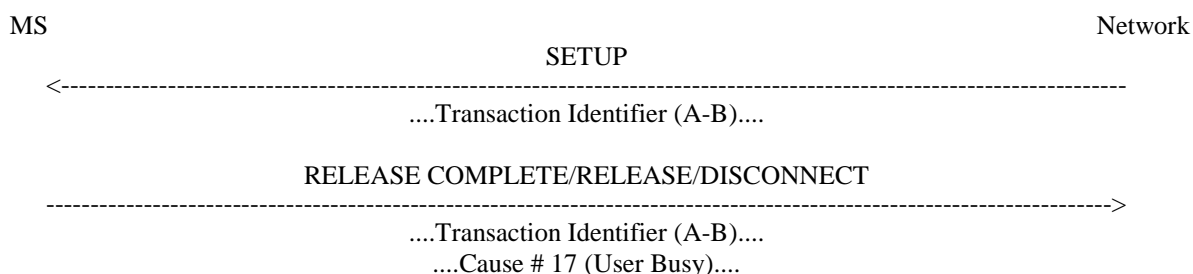 MS Network
SETUP
<------------------------------------------------------------------------------------------------------------------------
....Transaction Identifier (A-B)....
RELEASE COMPLETE/RELEASE/DISCONNECT
------------------------------------------------------------------------------------------------------------------------>
....Transaction Identifier (A-B)....
....Cause # 17 (User Busy)....